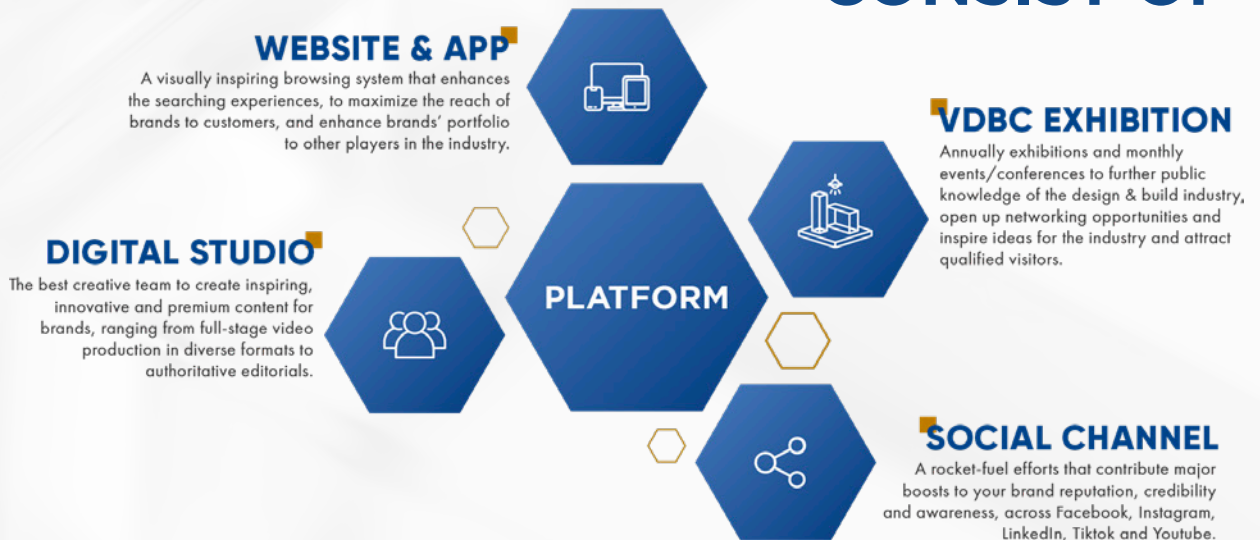 CONSIST OF
WEBSITE & APP
A visually inspiring browsing system that enhances
the searching experiences, to maximize the reach of
brands to customers, and enhance brands' portfolio
to other players in the industry.
VDBC EXHIBITION
Annually exhibitions and monthly
events/conferences to further public
knowledge of the design & build industry,
open up networking opportunities and
inspire ideas for the industry and attract
qualified visitors.
DIGITAL STUDIO
The best creative team to create inspiring,
innovative and premium content for
brands, ranging from full-stage video
production in diverse formats to
authoritative editorials.
PLATFORM
SOCIAL CHANNEL
A rocket-fuel efforts that contribute major
boosts to your brand reputation, credibility
and awareness, across Facebook, Instagram,
LinkedIn, Tiktok and Youtube.